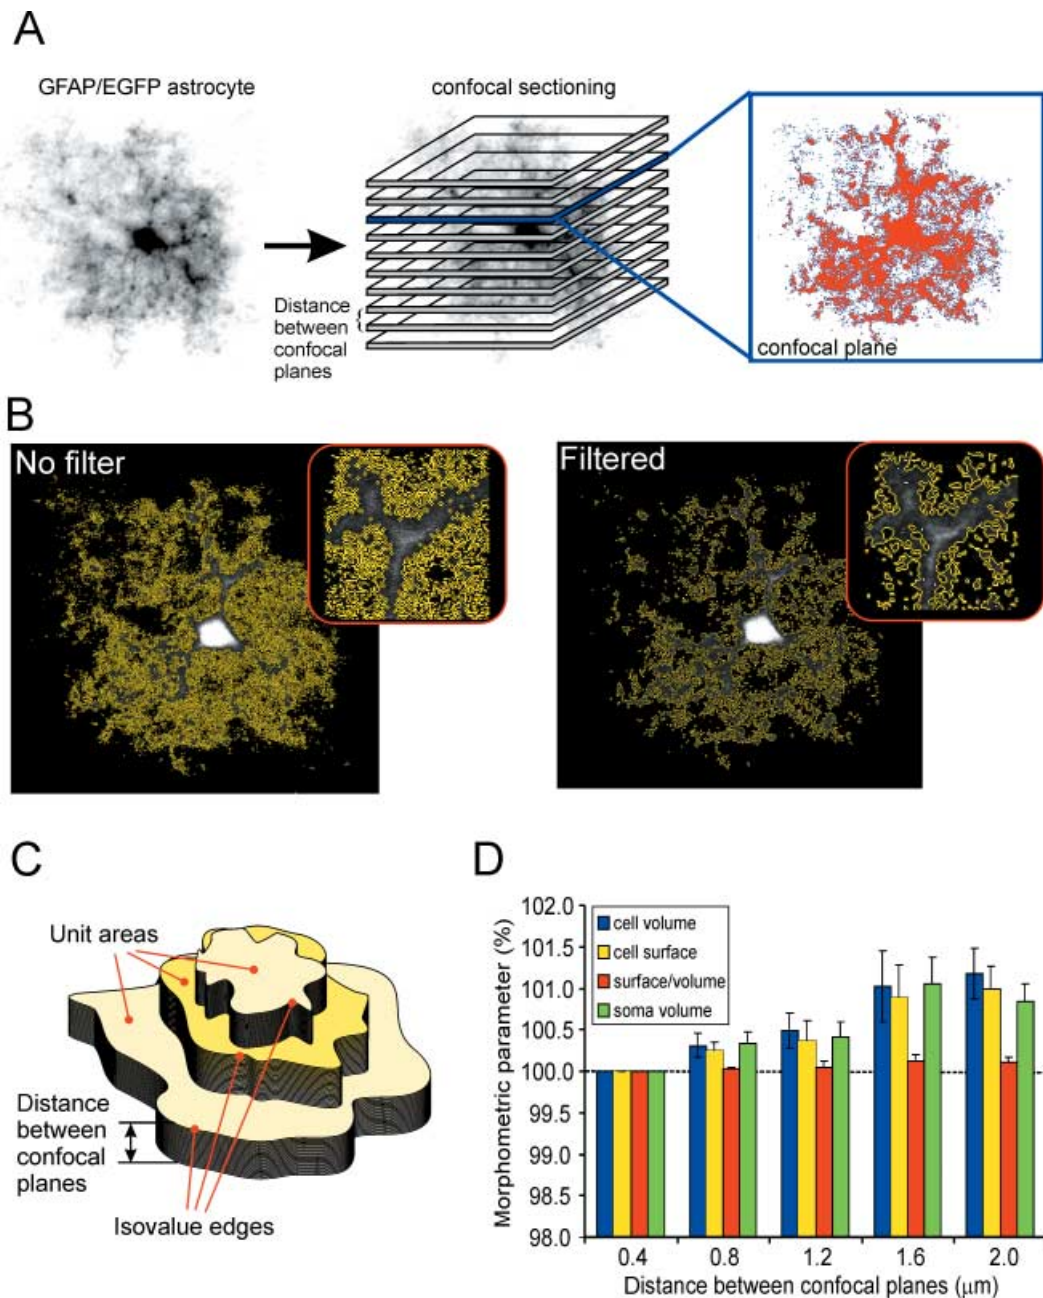 A
GFAP/EGFP astrocyte
confocal sectioning
Distance
between
confocal
planes
confocal plane
B
No filter
Filtered
C
Unit areas
Distance
between
confocal
planes
Isovalue edges
D
Morphometric parameter (%)
102.0
101.5
101.0
100.5
100.0
99.5
99.0
98.5
98.0
cell volume
cell surface
surface/volume
soma volume
0.4 0.8 1.2 1.6 2.0
Distance between confocal planes (μm)